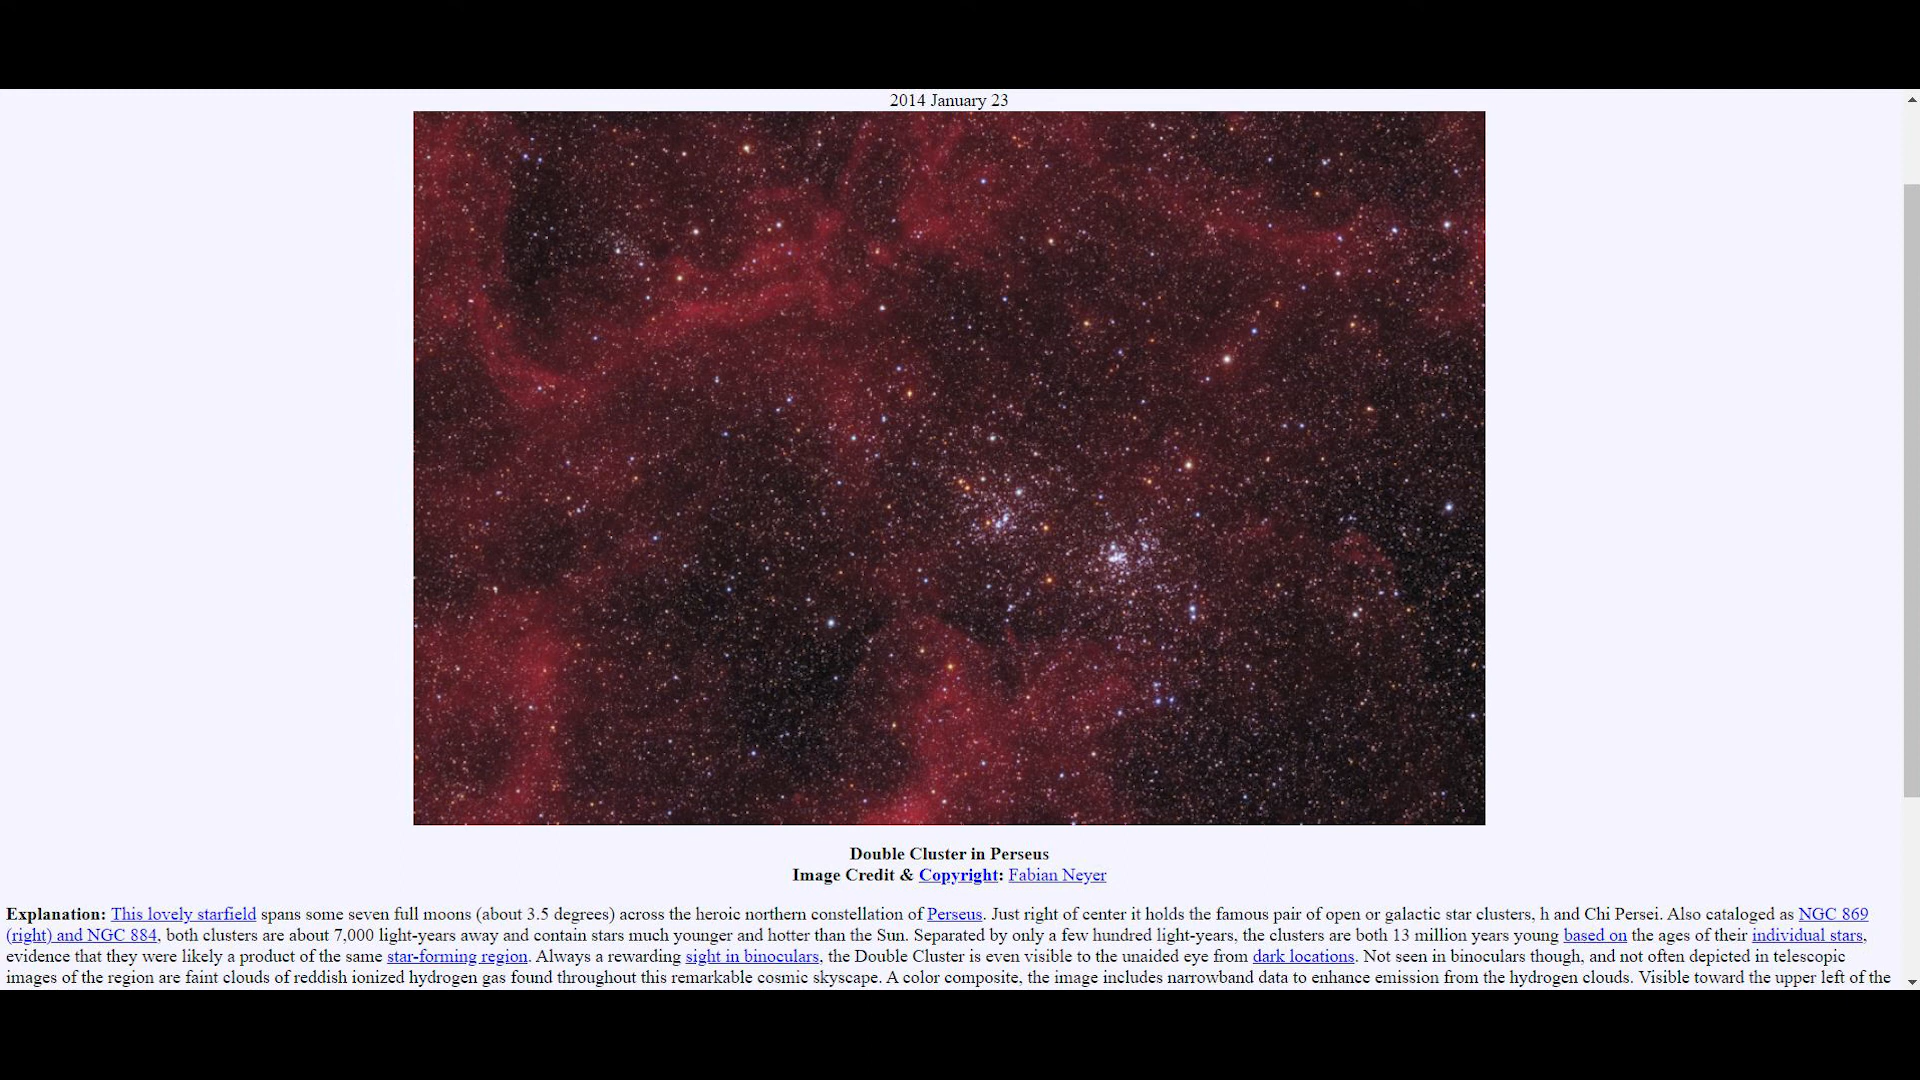 2014 January 23
Double Cluster in Perseus
Image Credit & Copyright: Fabian Neyer
Explanation: This lovely starfield spans some seven full moons (about 3.5 degrees) across the heroic northern constellation of Perseus. Just right of center it holds the famous pair of open or galactic star clusters, h and Chi Persei. Also cataloged as NGC 869
(right) and NGC 884, both clusters are about 7,000 light-years away and contain stars much younger and hotter than the Sun. Separated by only a few hundred light-years, the clusters are both 13 million years young based on the ages of their individual stars,
evidence that they were likely a product of the same star-forming region. Always a rewarding sight in binoculars, the Double Cluster is even visible to the unaided eye from dark locations. Not seen in binoculars though, and not often depicted in telescopic
images of the region are faint clouds of reddish ionized hydrogen gas found throughout this remarkable cosmic skyscape. A color composite, the image includes narrowband data to enhance emission from the hydrogen clouds. Visible toward the upper left of the